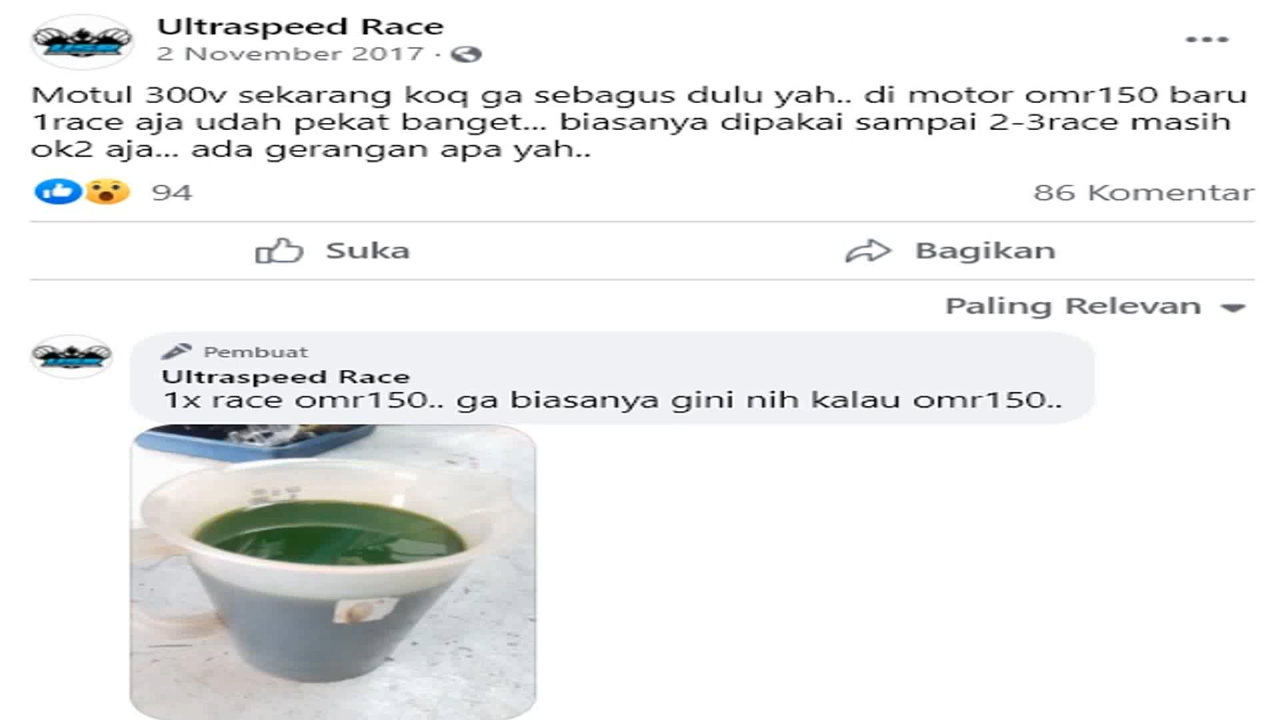 Ultraspeed Race
2 November 2017 ·
Motul 300v sekarang koq ga sebagus dulu yah.. di motor omr150 baru
1race aja udah pekat banget... biasanya dipakai sampai 2-3race masih
ok2 aja... ada gerangan apa yah..
94
86 Komentar
Suka
Bagikan
Paling Relevan
Pembuat
Ultraspeed Race
1x race omr150.. ga biasanya gini nih kalau omr150..